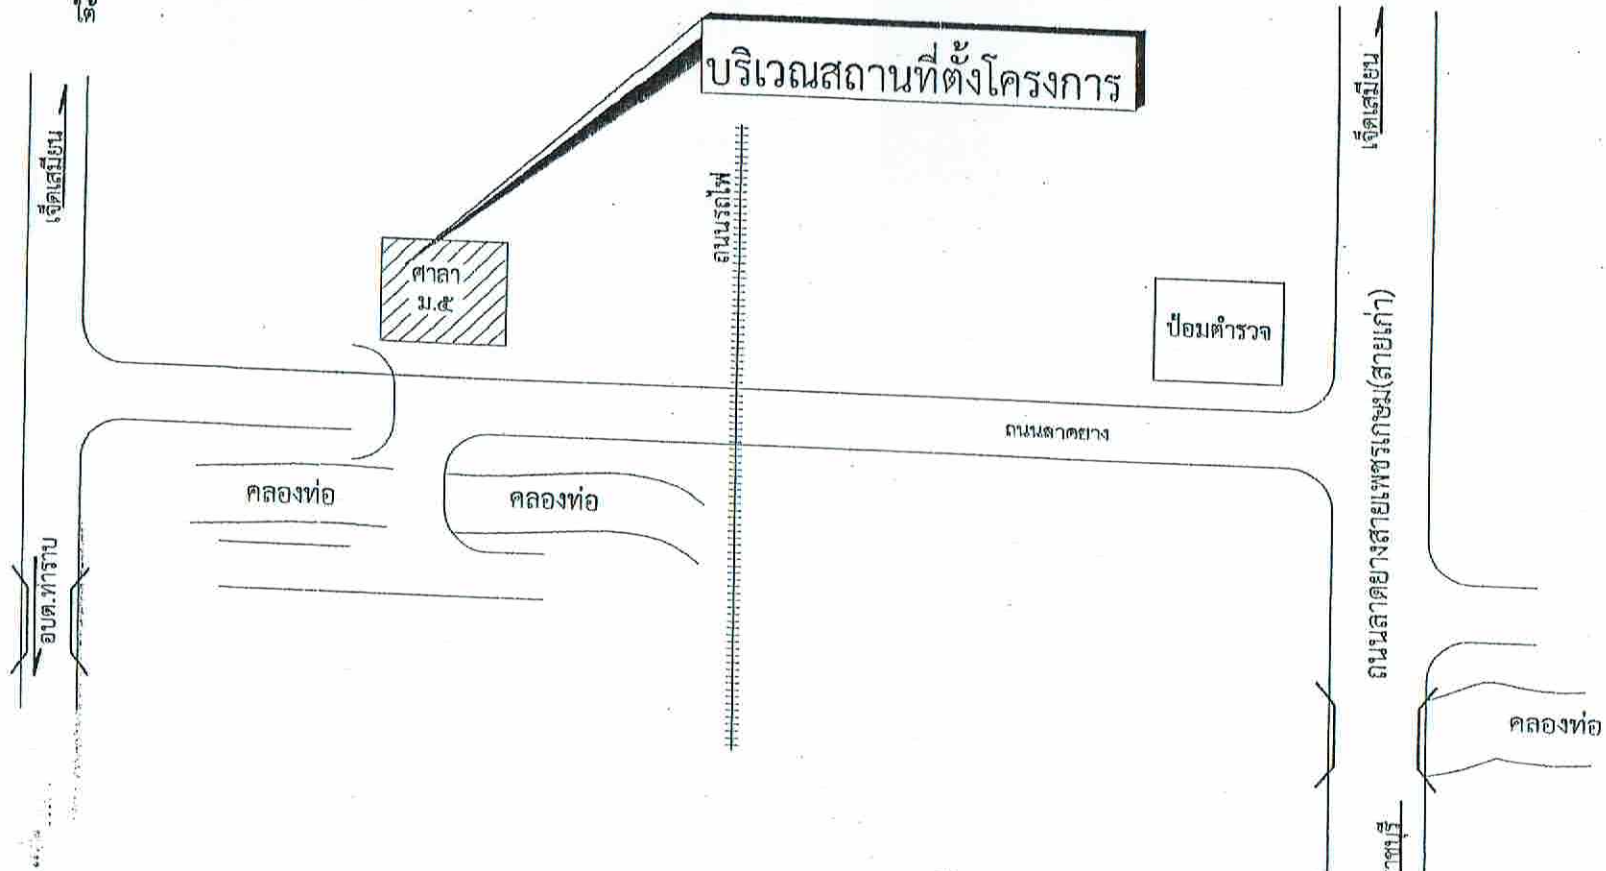 บริเวณสถานที่ตั้งโครงการ
เจ็ดเสมียน
เจ็ดเสมียน
ถนนรถไฟ
ศาลา
ม.๕
ป้อมตำรวจ
ถนนลาดยางสายเพชรเกษม(สายเก่า)
ถนนลาดยาง
คลองท่อ
คลองท่อ
อบต.ท่าราบ
คลองท่อ